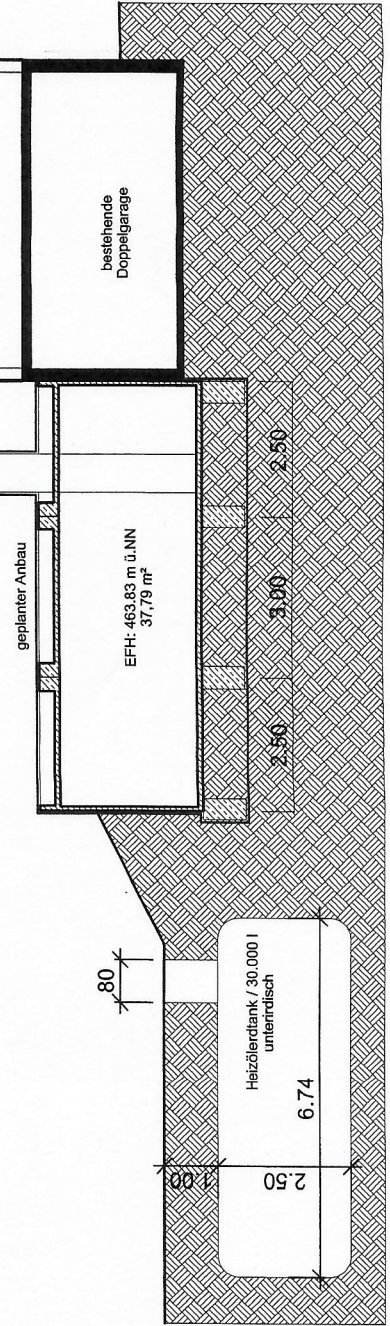 geplanter Anbau
bestehende
Doppelgarage
EFH: 463.83 m ü.NN
37,79 m²
2.50
3.00
2.50
.80
Heizölerdtank / 30.000 l
unterirdisch
1.00
2.50
6.74